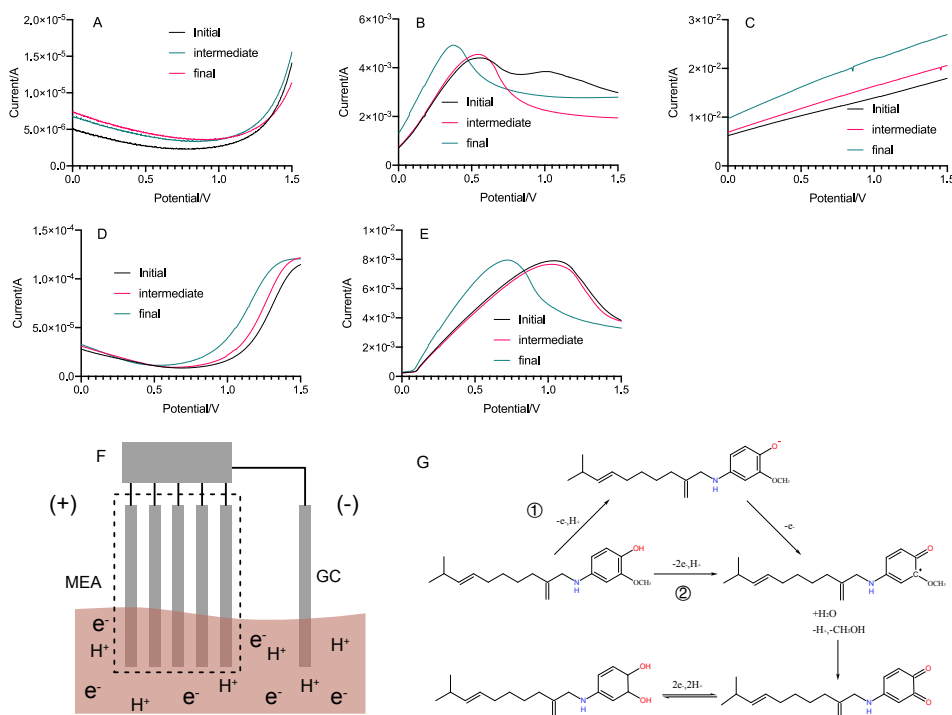 A
Initial
intermediate
final
Current/A
2.0×10⁻⁵
1.5×10⁻⁵
1.0×10⁻⁵
5.0×10⁻⁶
0.0
0.0 0.5 1.0 1.5
Potential/V
B
Initial
intermediate
final
Current/A
6×10⁻³
4×10⁻³
2×10⁻³
0
0.0 0.5 1.0 1.5
Potential/V
C
Initial
intermediate
final
Current/A
3×10⁻²
2×10⁻²
1×10⁻²
0
0.0 0.5 1.0 1.5
Potential/V
D
Initial
intermediate
final
Current/A
1.5×10⁻⁴
1.0×10⁻⁴
5.0×10⁻⁵
0.0
0.0 0.5 1.0 1.5
Potential/V
E
Initial
intermediate
final
Current/A
1×10⁻²
8×10⁻³
6×10⁻³
4×10⁻³
2×10⁻³
0
0.0 0.5 1.0 1.5
Potential/V
F
(+) (-)
MEA GC
e⁻ H⁺ e⁻ H⁺ e⁻ H⁺ e⁻ H⁺ e⁻ H⁺ e⁻
G
O⁻
N
H
OCH₃
①
-e-,H+
-e-
OH
N
H
OCH₃
-2e-,H+
②
O
N
H
C
OCH₃
+H2O
-H+,-CH3OH
OH
N
H
OH
2e-,2H+
O
N
H
O